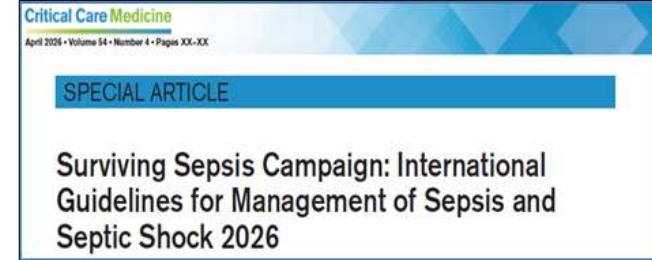 Critical Care Medicine
April 2026 • Volume 54 • Number 4 • Pages XX–XX
SPECIAL ARTICLE
Surviving Sepsis Campaign: International
Guidelines for Management of Sepsis and
Septic Shock 2026